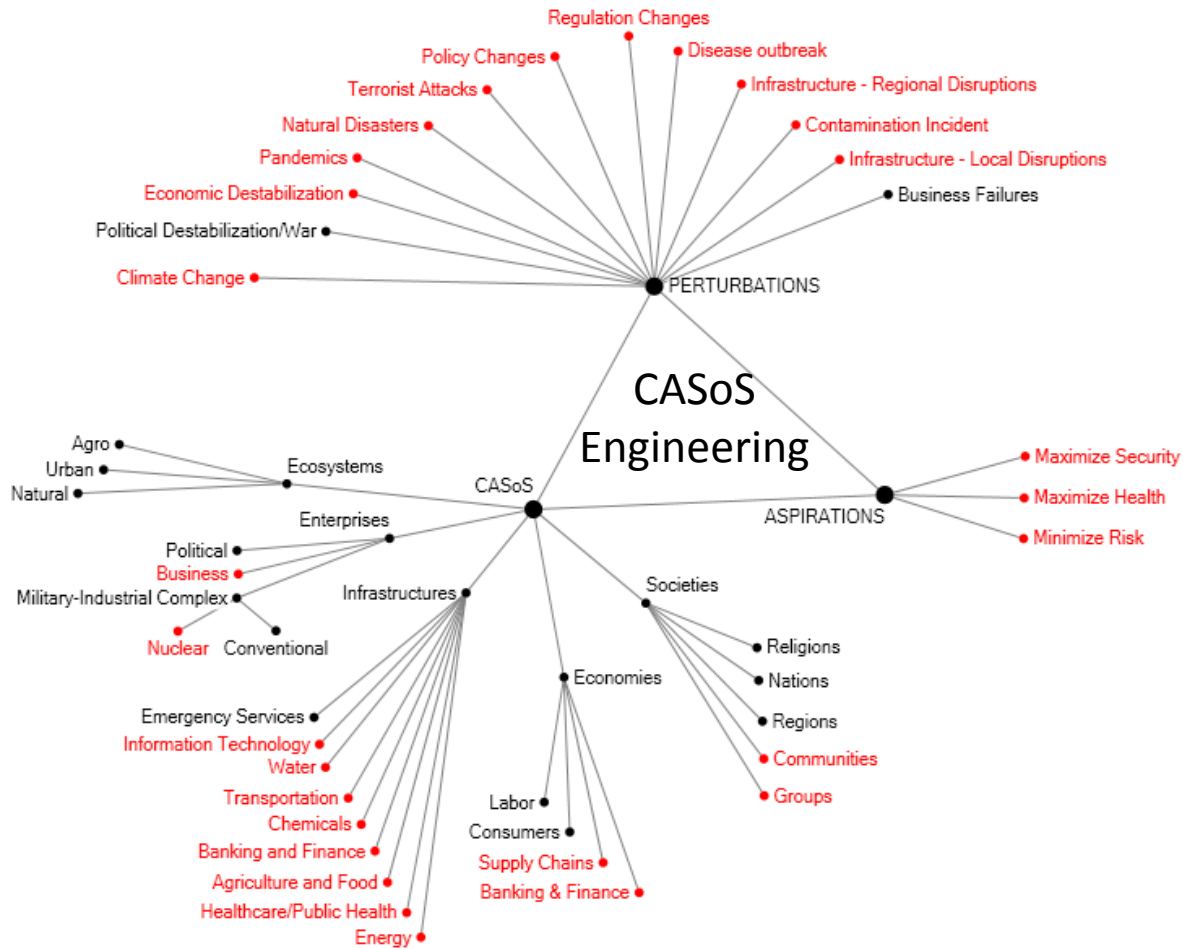 Regulation Changes
Disease outbreak
Policy Changes
Infrastructure - Regional Disruptions
Terrorist Attacks
Natural Disasters
Contamination Incident
Pandemics
Infrastructure - Local Disruptions
Economic Destabilization
Business Failures
Political Destabilization/War
Climate Change
PERTURBATIONS
CASoS
Engineering
Agro
Urban
Natural
Ecosystems
CASoS
Maximize Security
Maximize Health
Minimize Risk
ASPIRATIONS
Enterprises
Political
Business
Military-Industrial Complex
Nuclear
Conventional
Infrastructures
Societies
Religions
Nations
Regions
Communities
Groups
Economies
Emergency Services
Information Technology
Water
Transportation
Chemicals
Banking and Finance
Agriculture and Food
Healthcare/Public Health
Energy
Labor
Consumers
Supply Chains
Banking & Finance